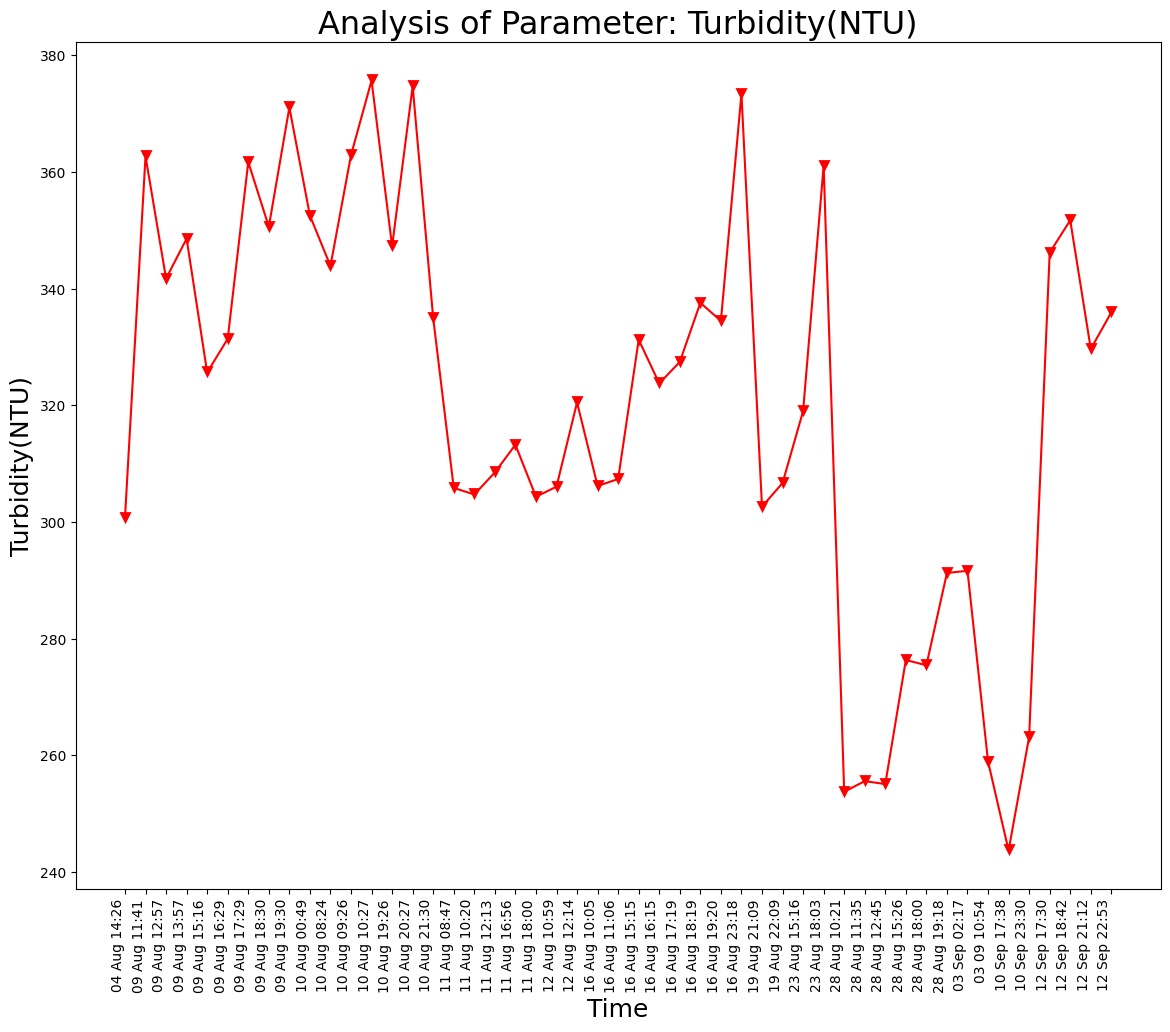 Analysis of Parameter: Turbidity(NTU)
Turbidity(NTU)
380
360
340
320
300
280
260
240
04 Aug 14:26
09 Aug 11:41
09 Aug 12:57
09 Aug 13:57
09 Aug 15:16
09 Aug 16:29
09 Aug 17:29
09 Aug 18:30
09 Aug 19:30
10 Aug 00:49
10 Aug 08:24
10 Aug 09:26
10 Aug 10:27
10 Aug 19:26
10 Aug 20:27
10 Aug 21:30
11 Aug 08:47
11 Aug 10:20
11 Aug 12:13
11 Aug 16:56
11 Aug 18:00
12 Aug 10:59
12 Aug 12:14
16 Aug 10:05
16 Aug 11:06
16 Aug 15:15
16 Aug 16:15
16 Aug 17:19
16 Aug 18:19
16 Aug 19:20
16 Aug 23:18
19 Aug 21:09
19 Aug 22:09
23 Aug 15:16
23 Aug 18:03
28 Aug 10:21
28 Aug 11:35
28 Aug 12:45
28 Aug 15:26
28 Aug 18:00
28 Aug 19:18
03 Sep 02:17
03 09 10:54
10 Sep 17:38
10 Sep 23:30
12 Sep 17:30
12 Sep 18:42
12 Sep 21:12
12 Sep 22:53
Time